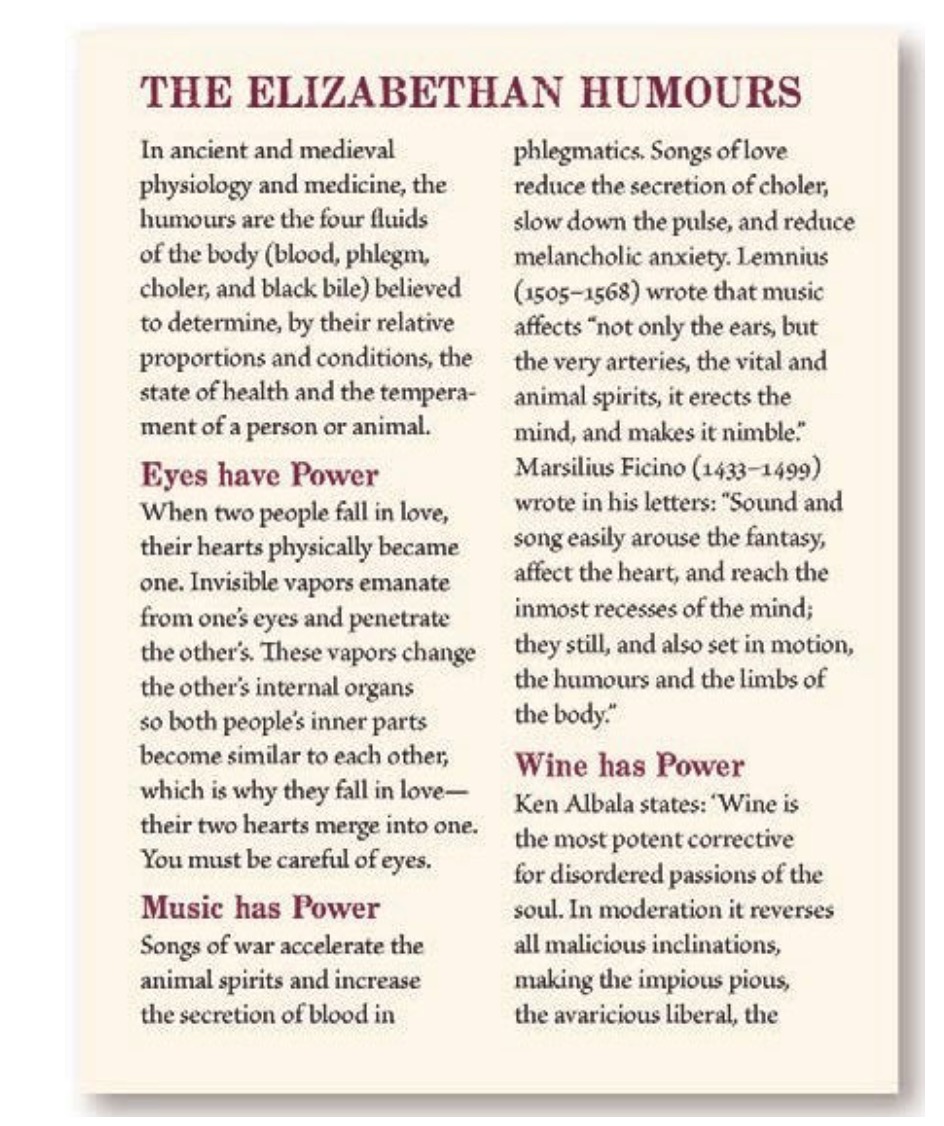 THE ELIZABETHAN HUMOURS
In ancient and medieval
physiology and medicine, the
humours are the four fluids
of the body (blood, phlegm,
choler, and black bile) believed
to determine, by their relative
proportions and conditions, the
state of health and the tempera-
ment of a person or animal.
Eyes have Power
When two people fall in love,
their hearts physically became
one. Invisible vapors emanate
from one's eyes and penetrate
the other's. These vapors change
the other's internal organs
so both people's inner parts
become similar to each other,
which is why they fall in love—
their two hearts merge into one.
You must be careful of eyes.
Music has Power
Songs of war accelerate the
animal spirits and increase
the secretion of blood in
phlegmatics. Songs of love
reduce the secretion of choler,
slow down the pulse, and reduce
melancholic anxiety. Lemnius
(1505–1568) wrote that music
affects “not only the ears, but
the very arteries, the vital and
animal spirits, it erects the
mind, and makes it nimble.”
Marsilius Ficino (1433–1499)
wrote in his letters: “Sound and
song easily arouse the fantasy,
affect the heart, and reach the
inmost recesses of the mind;
they still, and also set in motion,
the humours and the limbs of
the body.”
Wine has Power
Ken Albala states: ‘Wine is
the most potent corrective
for disordered passions of the
soul. In moderation it reverses
all malicious inclinations,
making the impious pious,
the avaricious liberal, the